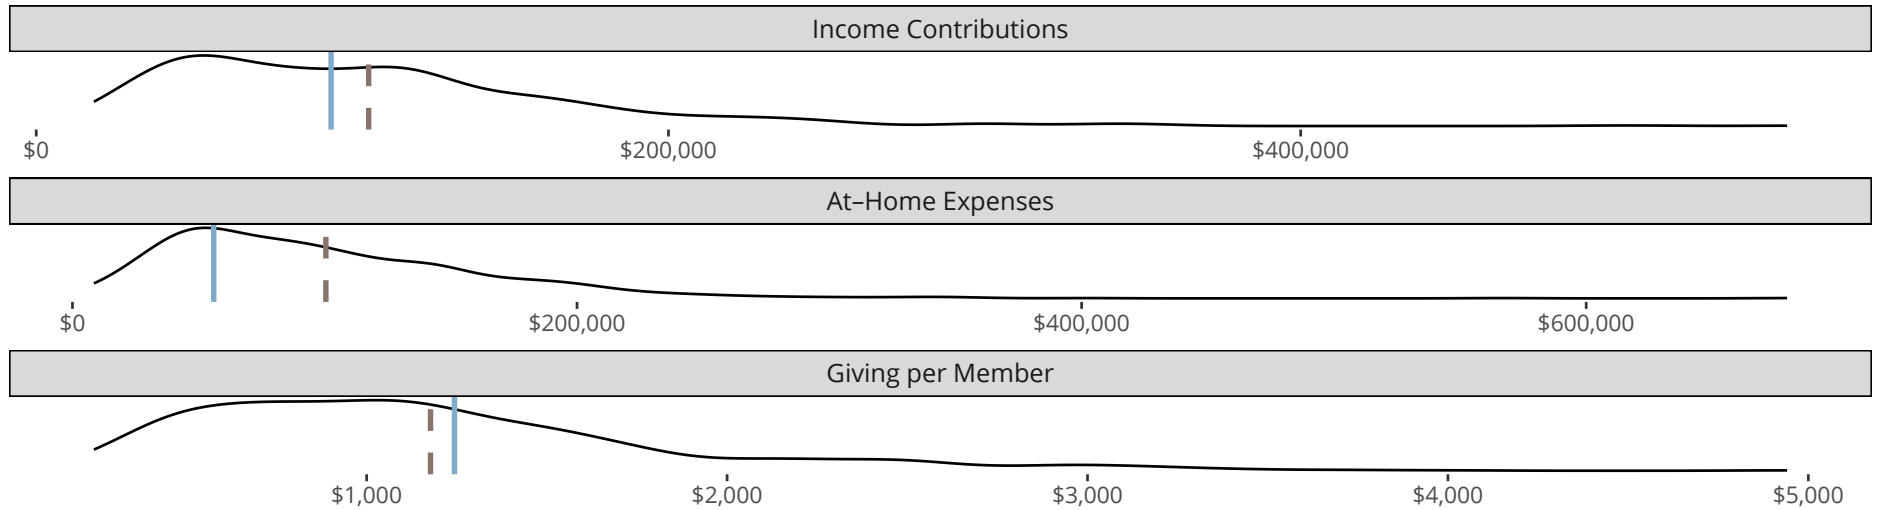 Income Contributions
$0 $200,000 $400,000
At–Home Expenses
$0 $200,000 $400,000 $600,000
Giving per Member
$1,000 $2,000 $3,000 $4,000 $5,000